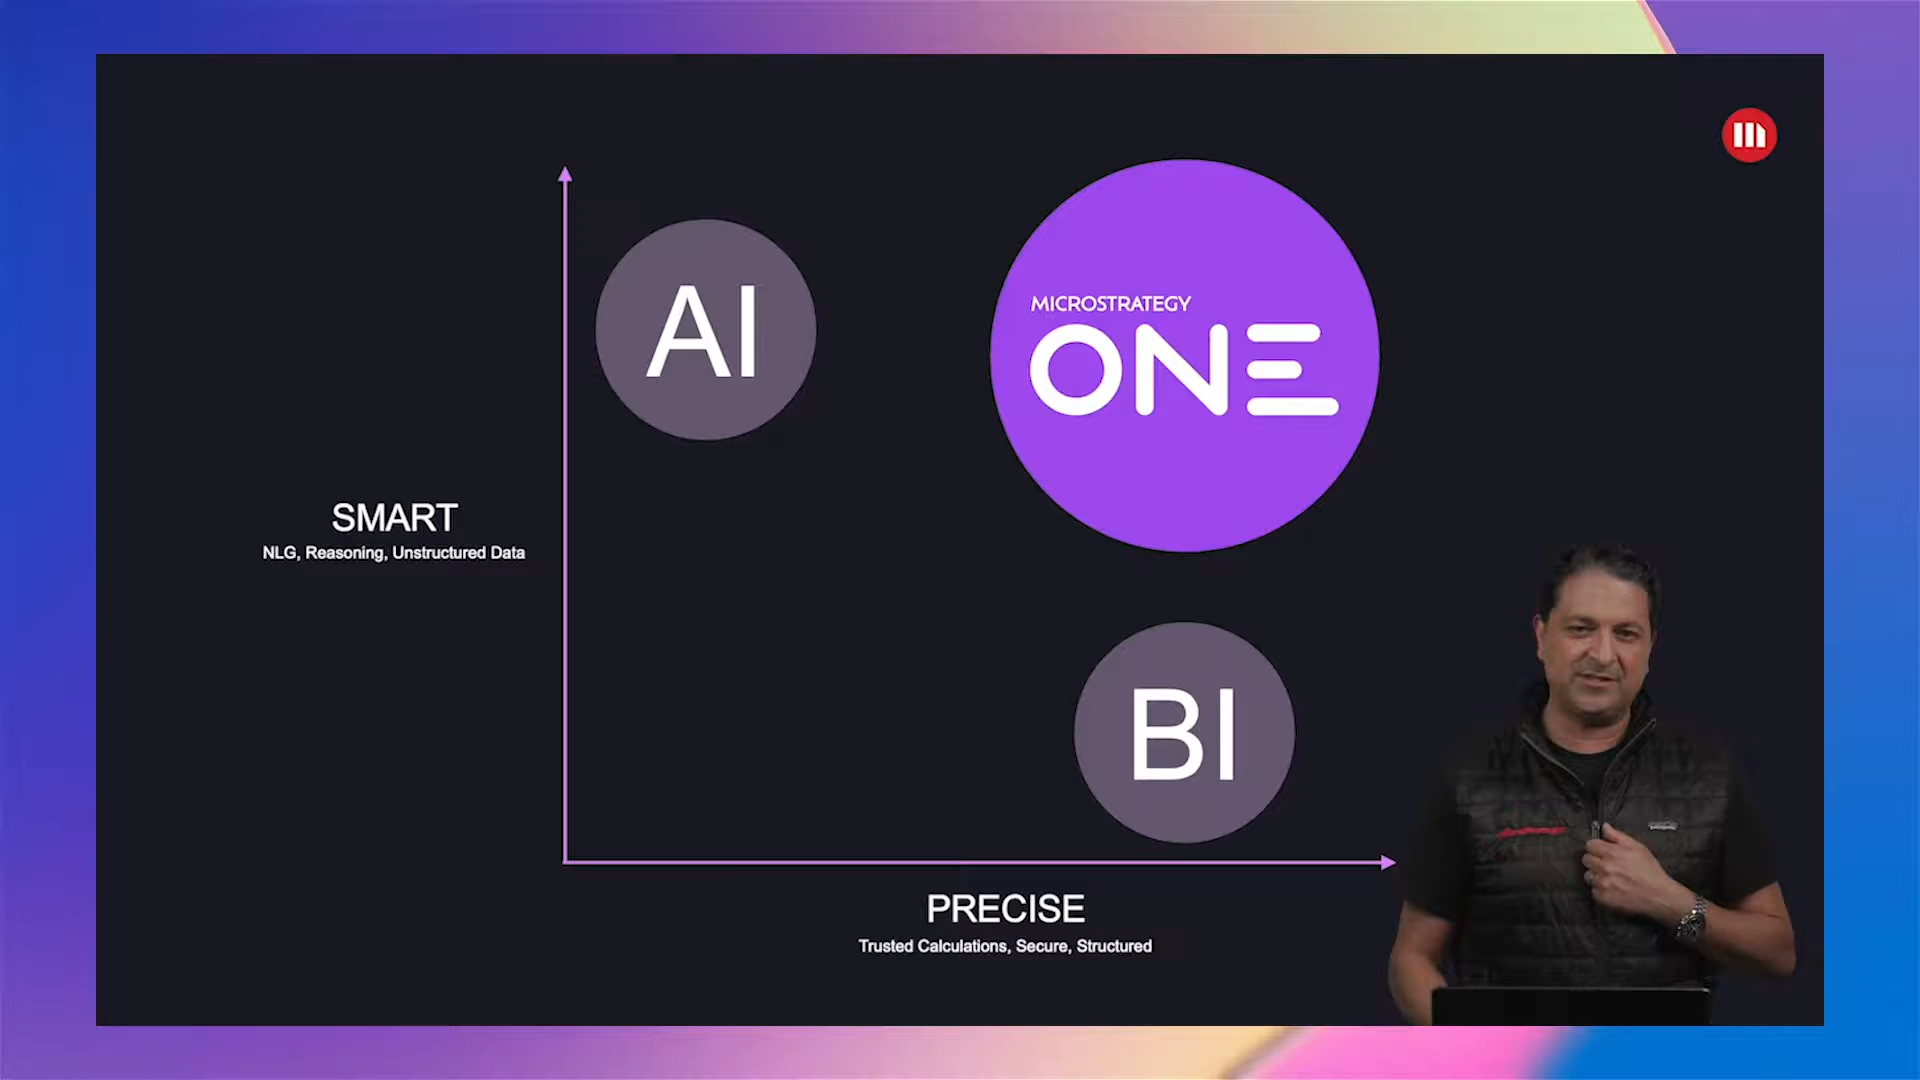 AI
MICROSTRATEGY
ONE
SMART
NLG, Reasoning, Unstructured Data
BI
PRECISE
Trusted Calculations, Secure, Structured